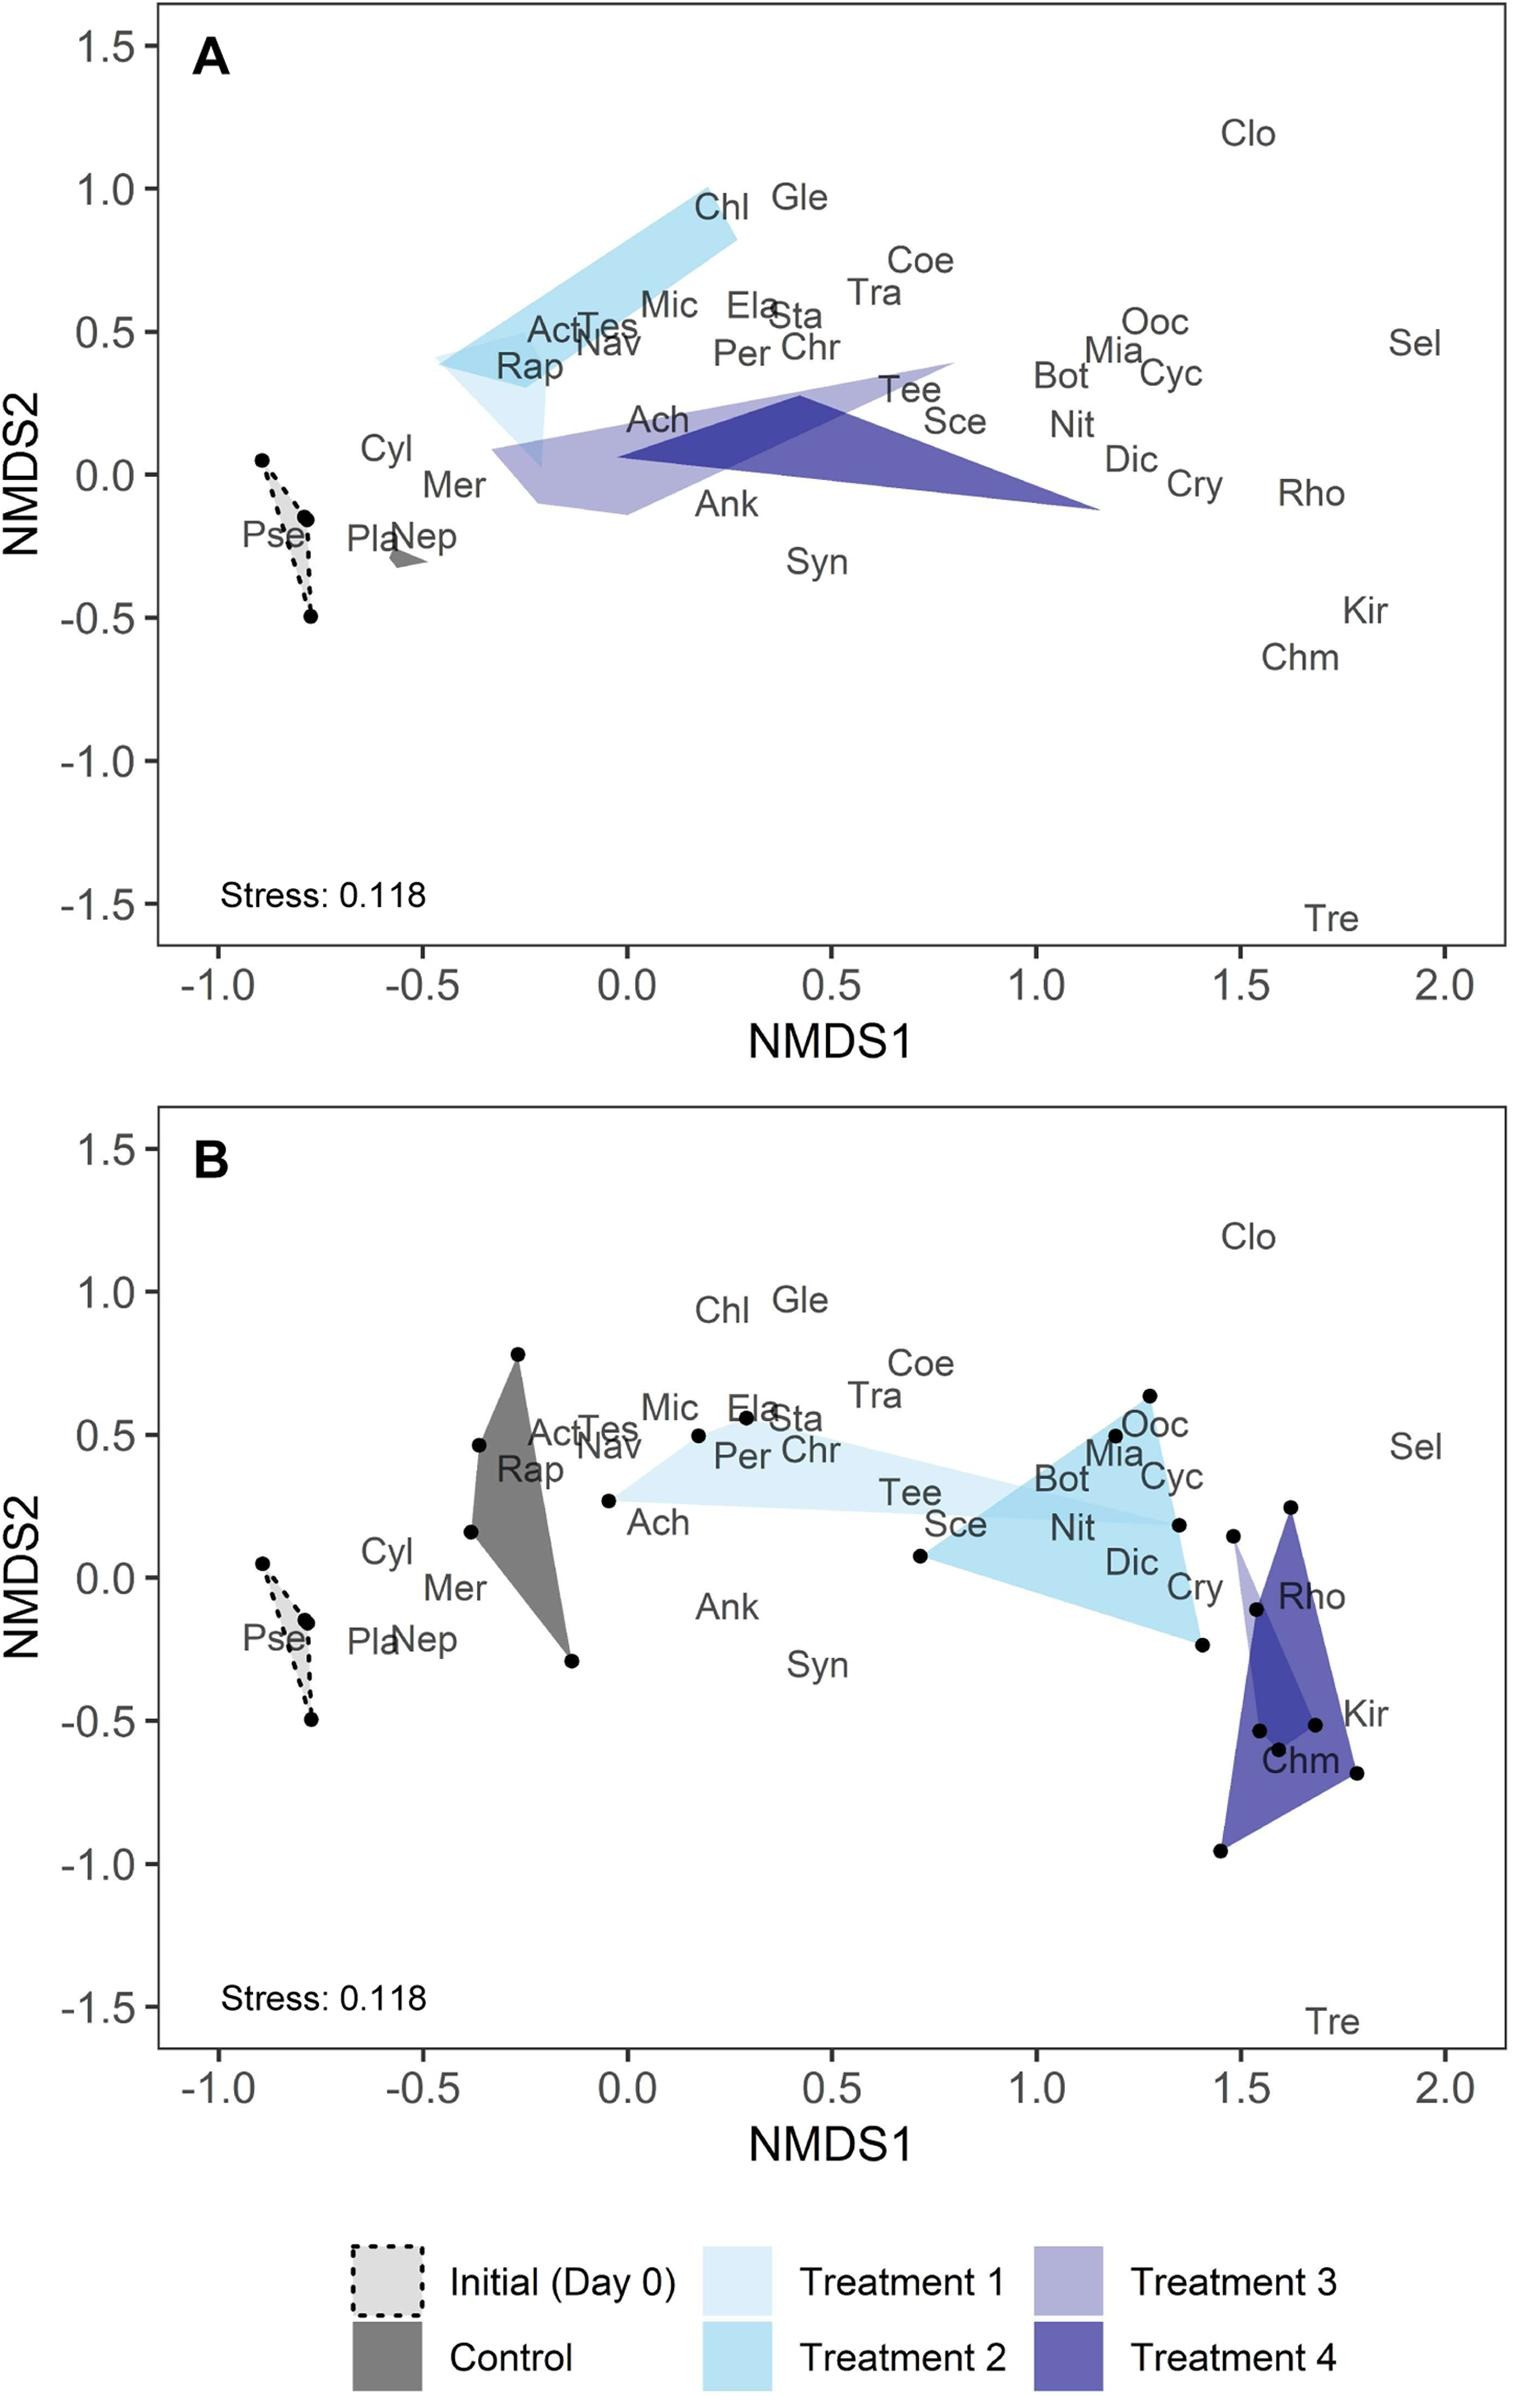 A
1.5
Clo
1.0
Chl Gle
Coe
Tra
Mic Ela Sta
Ooc
0.5
Act Tes Nav
Per Chr
Mia
Sel
Rap
Bot Cyc
Tee
Ach
Sce
Nit
Cyl
Dic
0.0
Mer
Cry
Rho
Ank
Pse
Pla Nep
Syn
-0.5
Kir
Chm
-1.0
Stress: 0.118
-1.5
Tre
NMDS2
-1.0 -0.5 0.0 0.5 1.0 1.5 2.0
NMDS1
B
1.5
Clo
1.0
Chl Gle
Coe
Tra
Mic Ela Sta
Ooc
0.5
Act Tes Nav
Per Chr
Mia
Sel
Rap
Bot Cyc
Tee
Ach
Sce
Nit
Cyl
Dic
0.0
Mer
Cry
Rho
Ank
Pse
Pla Nep
Syn
-0.5
Kir
Chm
-1.0
Stress: 0.118
-1.5
Tre
NMDS2
-1.0 -0.5 0.0 0.5 1.0 1.5 2.0
NMDS1
Initial (Day 0) Treatment 1 Treatment 3
Control Treatment 2 Treatment 4